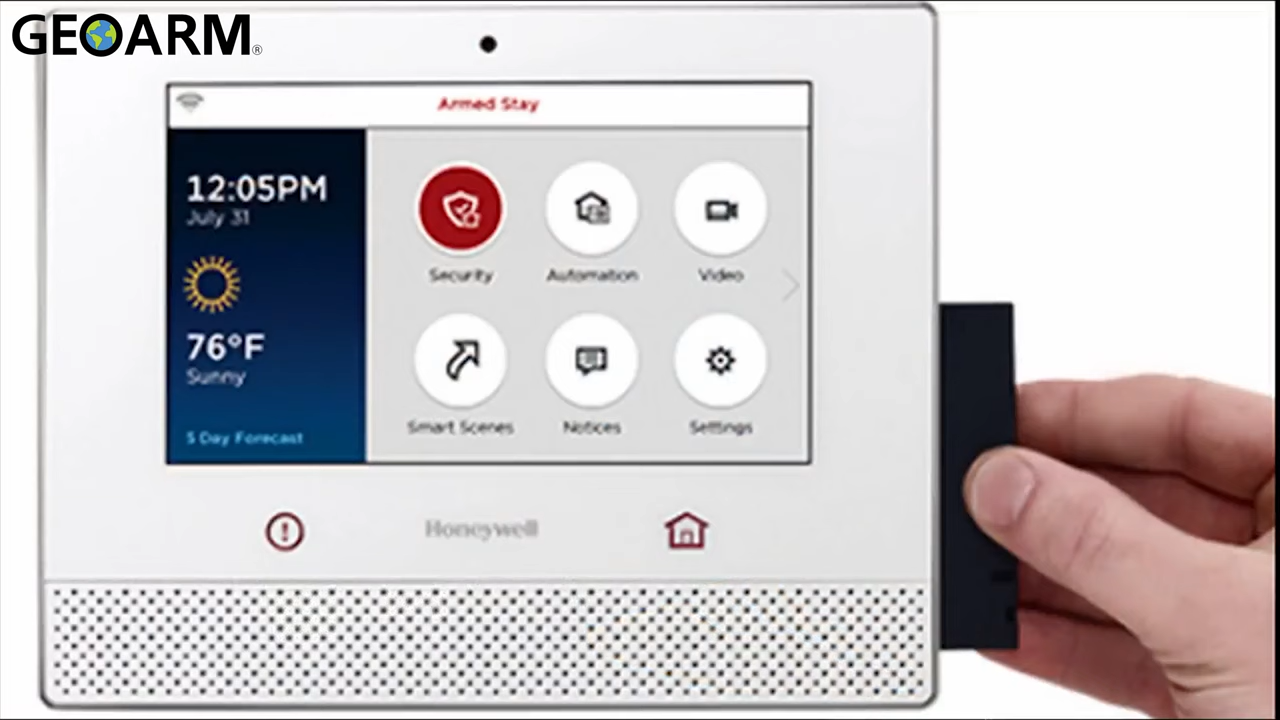 GEOARM®
Armed Stay
12:05PM
July 31
76°F
Sunny
5 Day Forecast
Security
Automation
Video
Smart Scenes
Notices
Settings
Honeywell